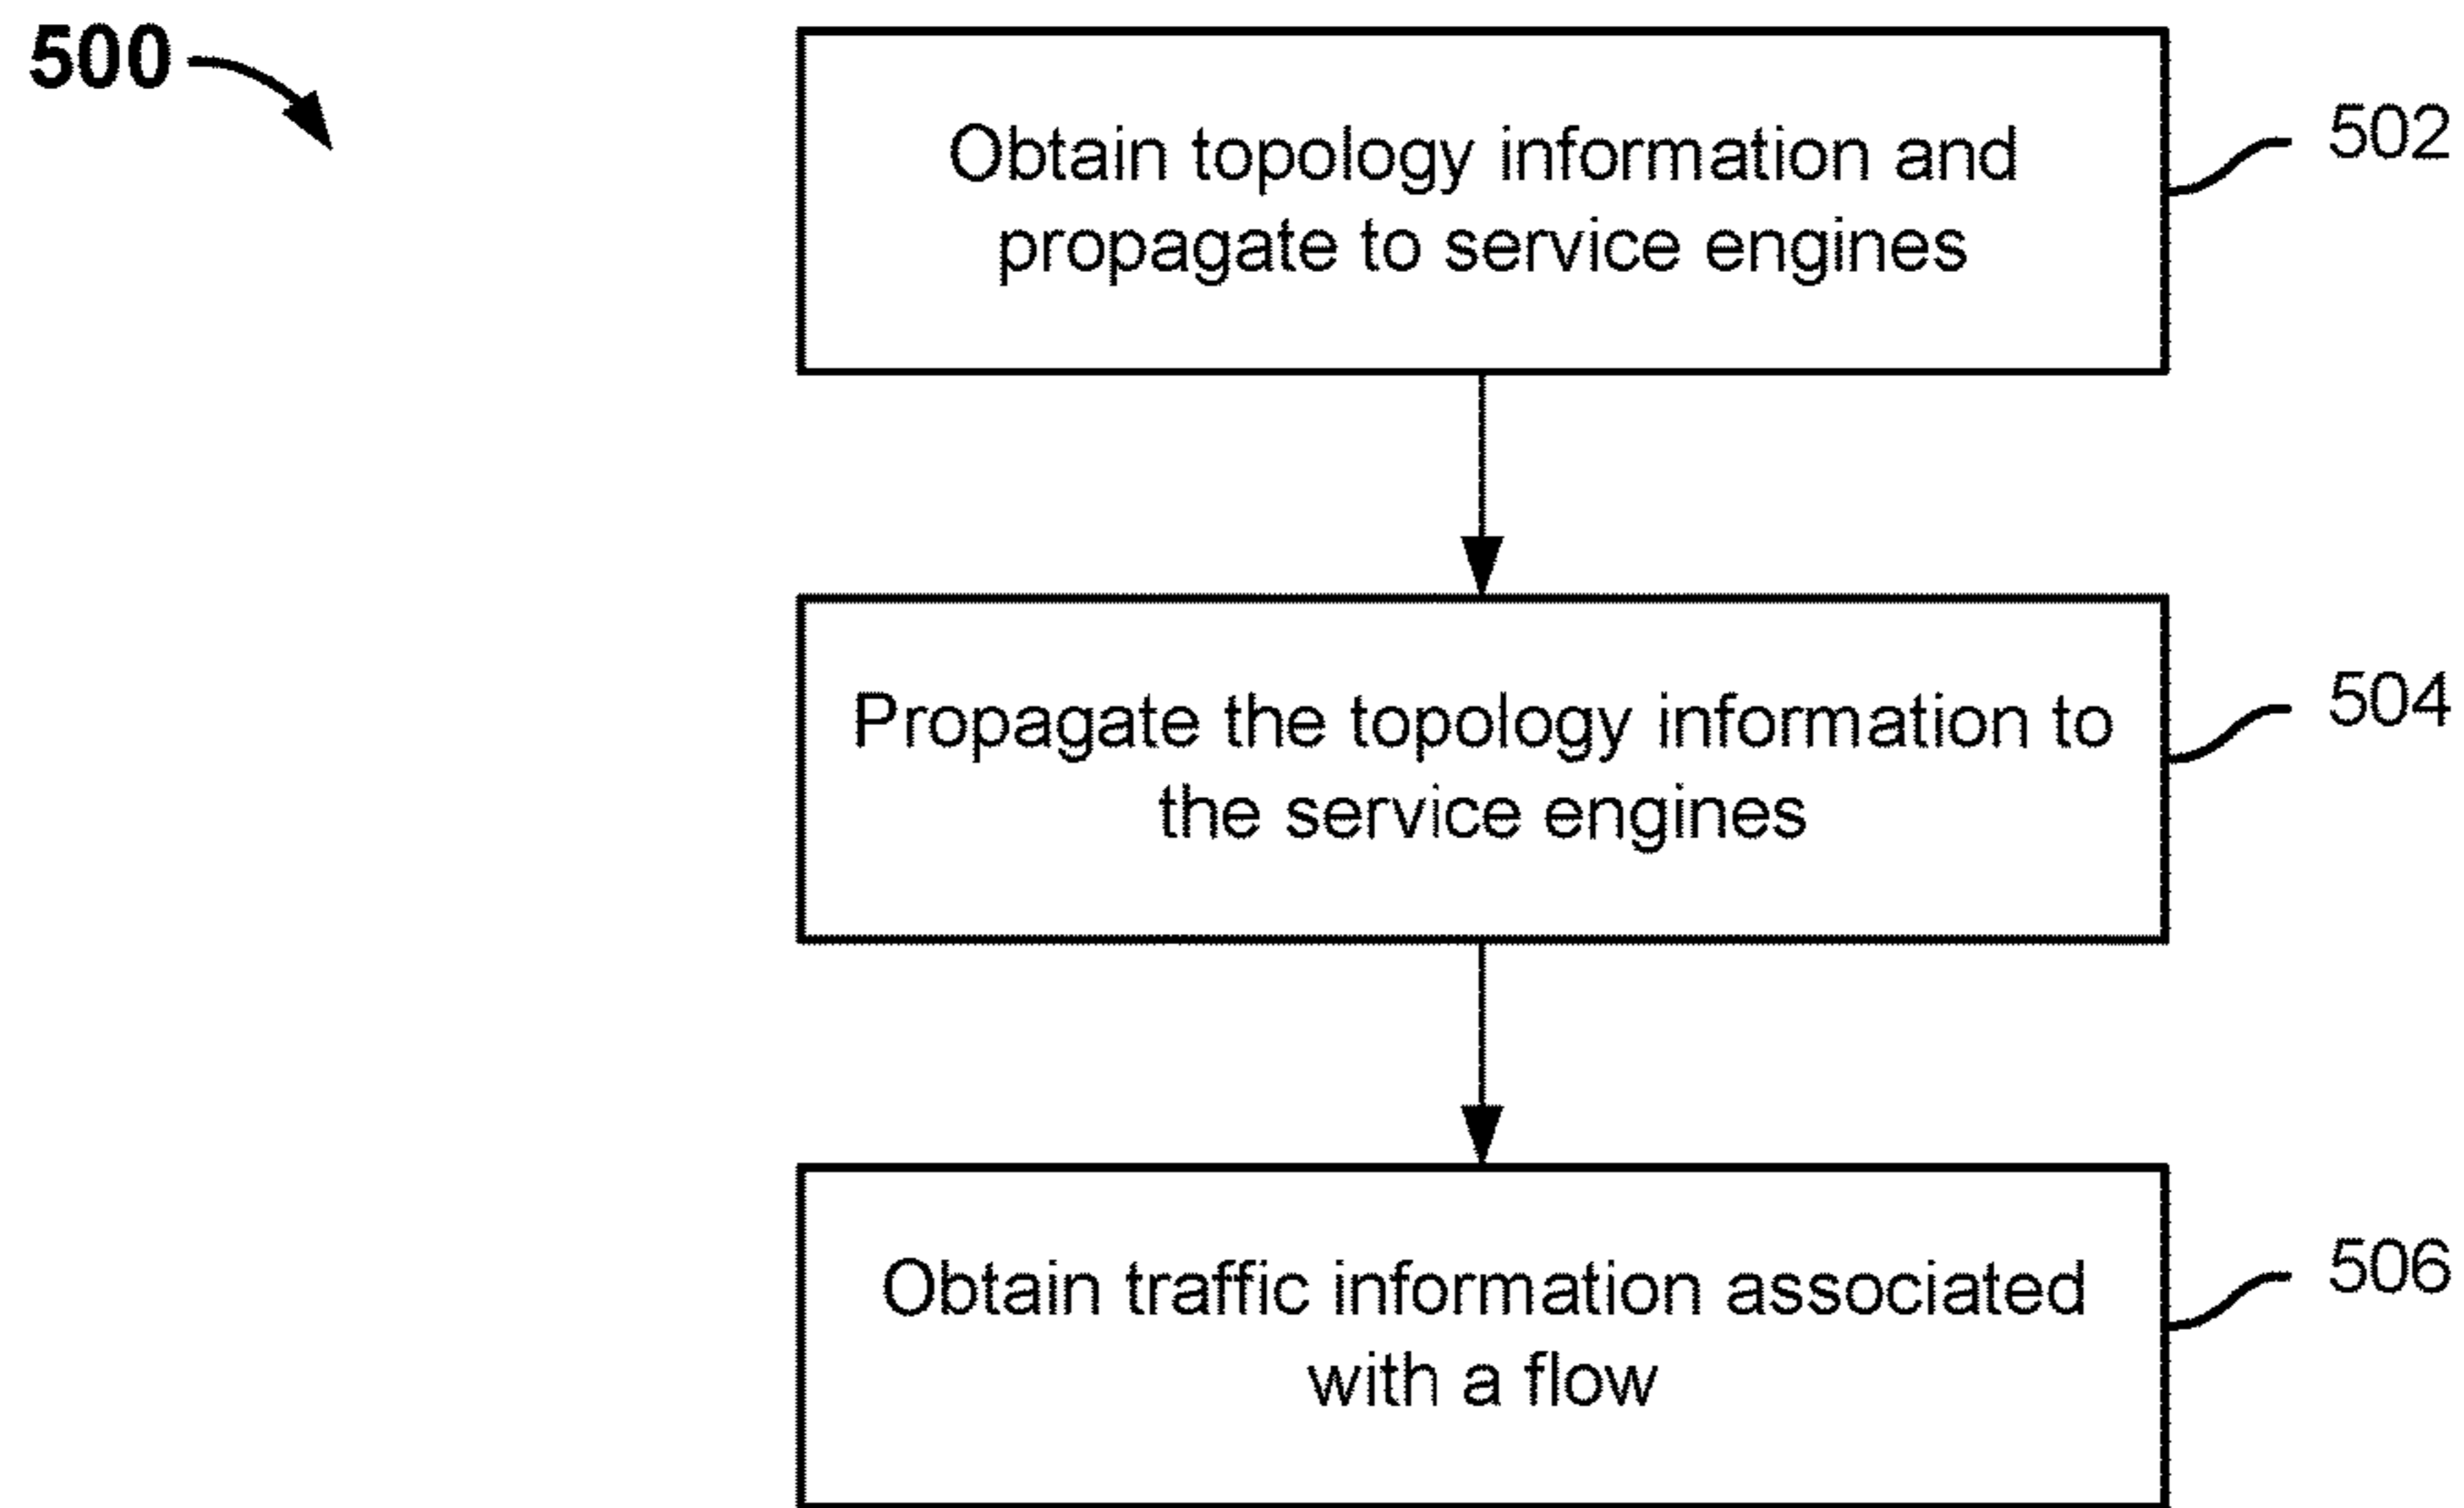 500
Obtain topology information and
propagate to service engines
502
Propagate the topology information to
the service engines
504
Obtain traffic information associated
with a flow
506